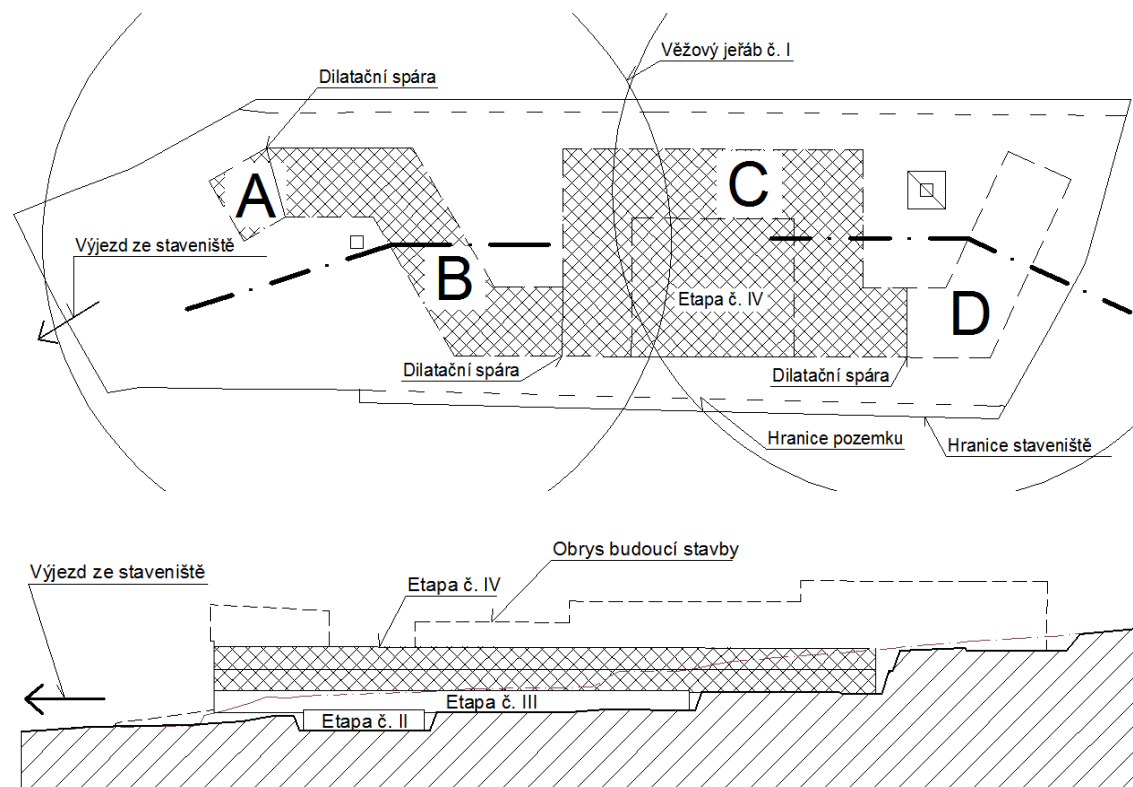 Věžový jeřáb č. I
Dilatační spára
A
C
Výjezd ze staveniště
B
Etapa č. IV
D
Dilatační spára
Dilatační spára
Hranice pozemku
Hranice staveniště
Obrys budoucí stavby
Výjezd ze staveniště
Etapa č. IV
Etapa č. III
Etapa č. II